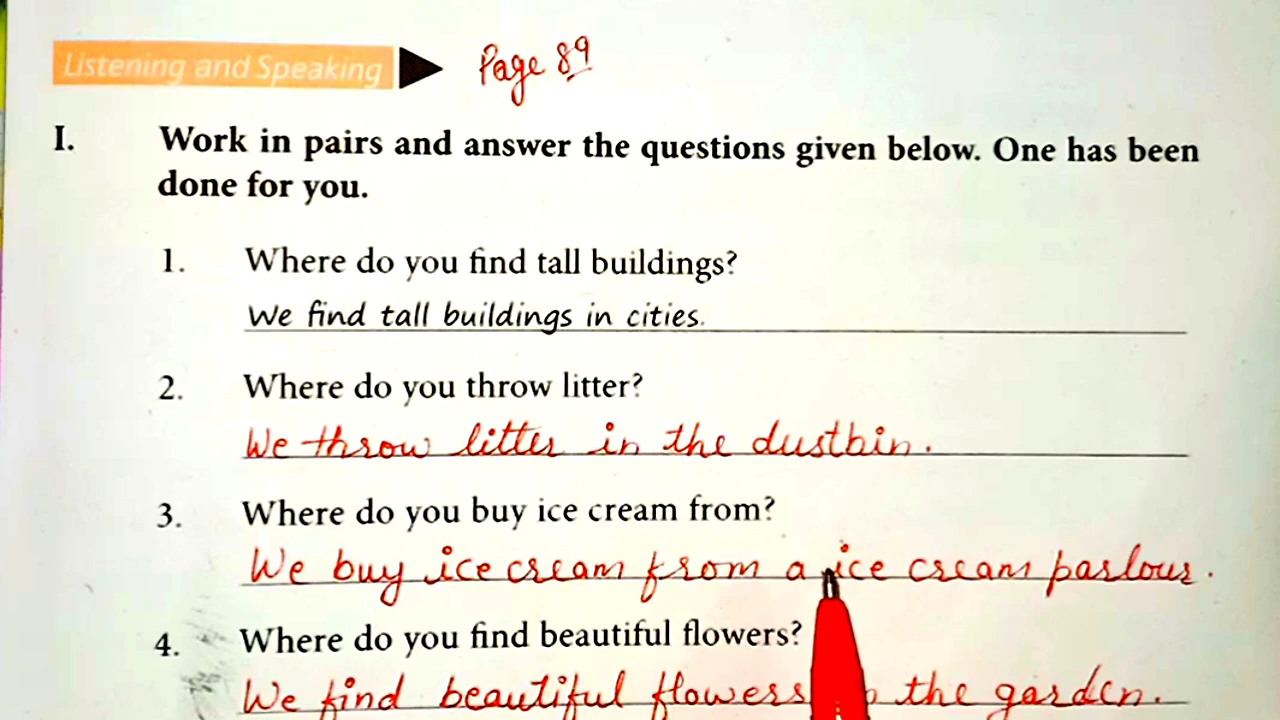 Listening and Speaking Page 89
I. Work in pairs and answer the questions given below. One has been
done for you.
1. Where do you find tall buildings?
We find tall buildings in cities.
2. Where do you throw litter?
We throw litter in the dustbin.
3. Where do you buy ice cream from?
We buy ice cream from a ice cream parlour.
4. Where do you find beautiful flowers?
We find beautiful flowers the garden.